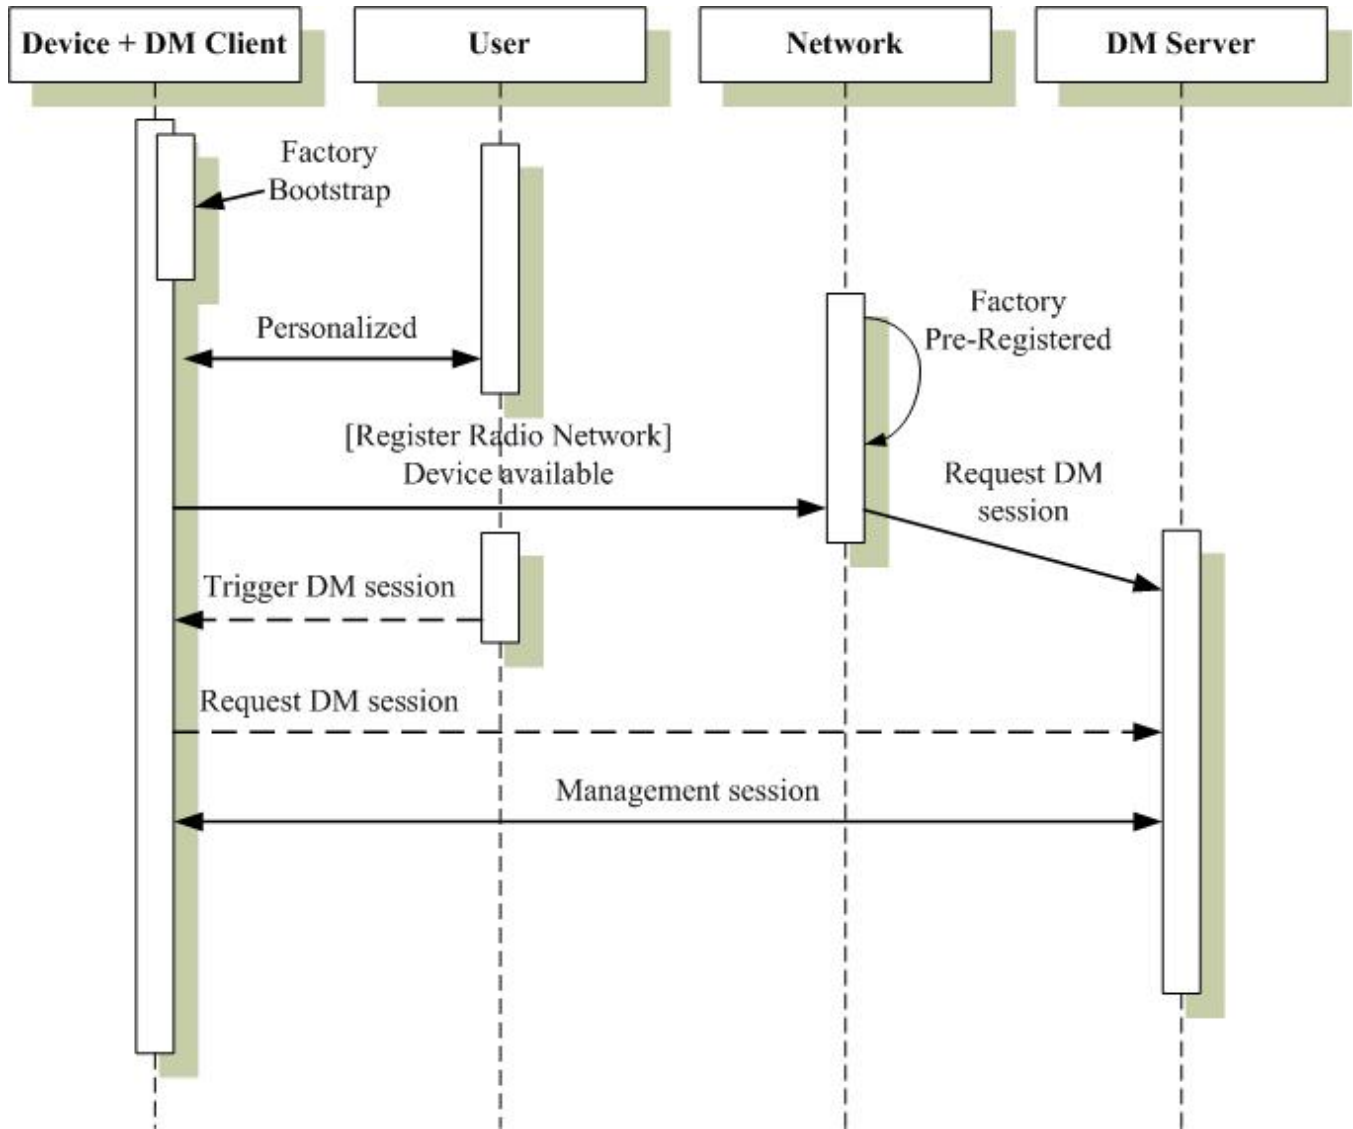 Device + DM Client
User
Network
DM Server
Factory
Bootstrap
Factory
Pre-Registered
Personalized
[Register Radio Network]
Device available
Request DM
session
Trigger DM session
Request DM session
Management session